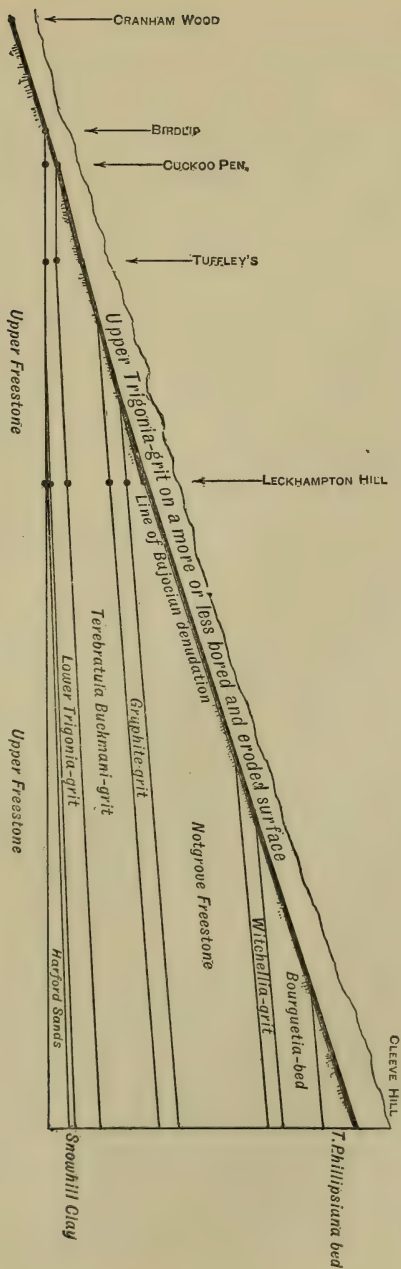 CRANHAM WOOD
BIRDLIP
CUCKOO PEN.
TUFFLEY'S
LECKHAMPTON HILL
CLEEVE HILL
Upper Trigonia-grit on a more or less bored and eroded surface
Line of Bajocian denudation
Upper Freestone
Upper Freestone
Lower Trigonia-grit
Terebratula Buckmani-grit
Gryphite-grit
Notgrove Freestone
Witchellia-grit
Bourguetia-bed
Harford Sands
Snowhill Clay
T. Phillipsiana bed